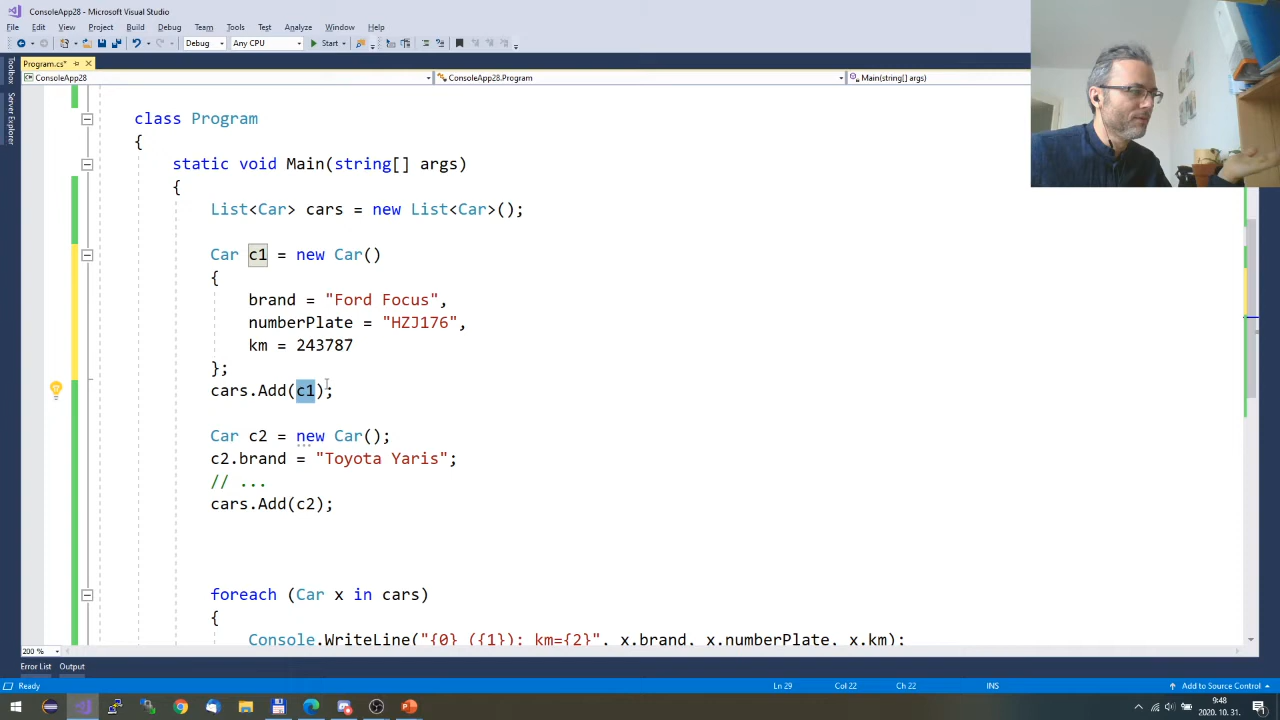 ConsoleApp28 - Microsoft Visual Studio
File Edit View Project Build Debug Team Tools Test Analyze Window Help
Debug Any CPU Start
Program.cs*
ConsoleApp28 ConsoleApp28.Program Main(string[] args)
Toolbox
Server Explorer
class Program
{
static void Main(string[] args)
{
List<Car> cars = new List<Car>();
Car c1 = new Car()
{
brand = "Ford Focus",
numberPlate = "HZJ176",
km = 243787
};
cars.Add(c1);
Car c2 = new Car();
c2.brand = "Toyota Yaris";
// ...
cars.Add(c2);
foreach (Car x in cars)
{
Console.WriteLine("{0} ({1}): km={2}", x.brand, x.numberPlate, x.km);
200 %
Error List Output
Ready Ln 29 Col 22 Ch 22 INS Add to Source Control
9:48
2020. 10. 31.